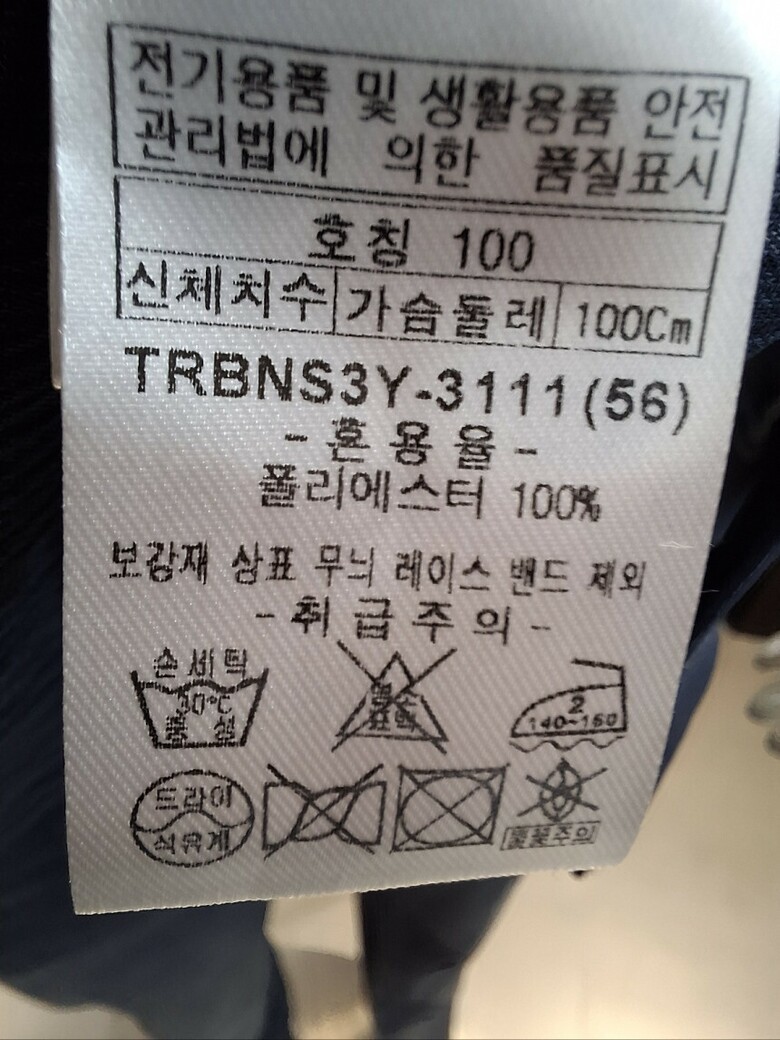 전기용품 및 생활용품 안전
관리법에 의한 품질표시
호칭 100
신체치수 가슴둘레 100Cm
TRBNS3Y-3111(56)
- 혼용율 -
폴리에스터 100%
보강재 상표 무늬 레이스 밴드 제외
- 취급주의 -
손세탁
30℃
중성
염소
표백
2
140~160
드라이
석유계